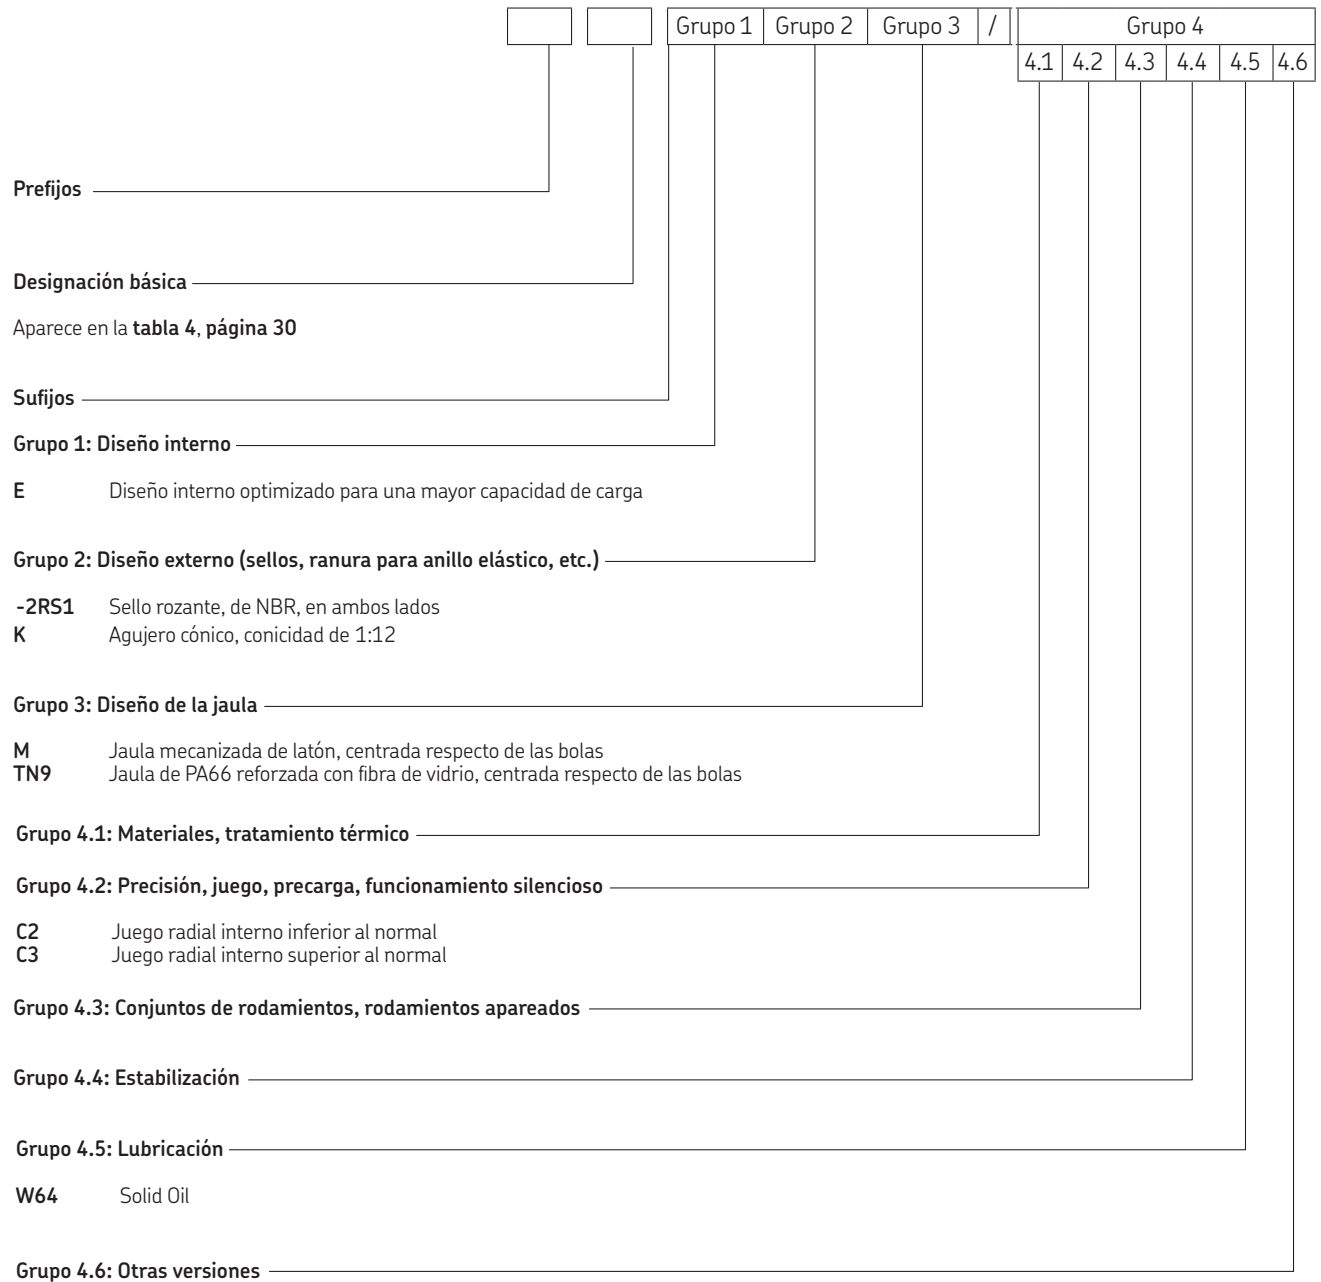 Grupo 1 Grupo 2 Grupo 3 / Grupo 4
4.1 4.2 4.3 4.4 4.5 4.6
Prefijos
Designación básica
Aparece en la tabla 4, página 30
Sufijos
Grupo 1: Diseño interno
E Diseño interno optimizado para una mayor capacidad de carga
Grupo 2: Diseño externo (sellos, ranura para anillo elástico, etc.)
-2RS1 Sello rozante, de NBR, en ambos lados
K Agujero cónico, conicidad de 1:12
Grupo 3: Diseño de la jaula
M Jaula mecanizada de latón, centrada respecto de las bolas
TN9 Jaula de PA66 reforzada con fibra de vidrio, centrada respecto de las bolas
Grupo 4.1: Materiales, tratamiento térmico
Grupo 4.2: Precisión, juego, precarga, funcionamiento silencioso
C2 Juego radial interno inferior al normal
C3 Juego radial interno superior al normal
Grupo 4.3: Conjuntos de rodamientos, rodamientos apareados
Grupo 4.4: Estabilización
Grupo 4.5: Lubricación
W64 Solid Oil
Grupo 4.6: Otras versiones